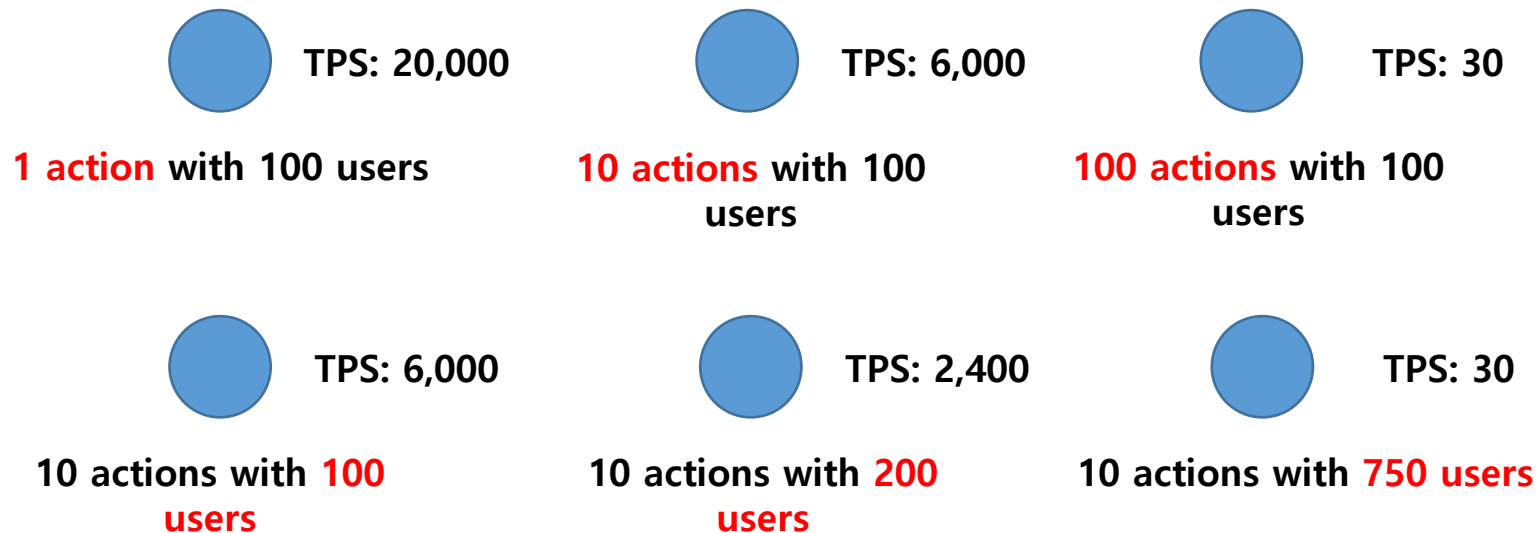 TPS: 20,000
1 action with 100 users
TPS: 6,000
10 actions with 100
users
TPS: 30
100 actions with 100
users
TPS: 6,000
10 actions with 100
users
TPS: 2,400
10 actions with 200
users
TPS: 30
10 actions with 750 users